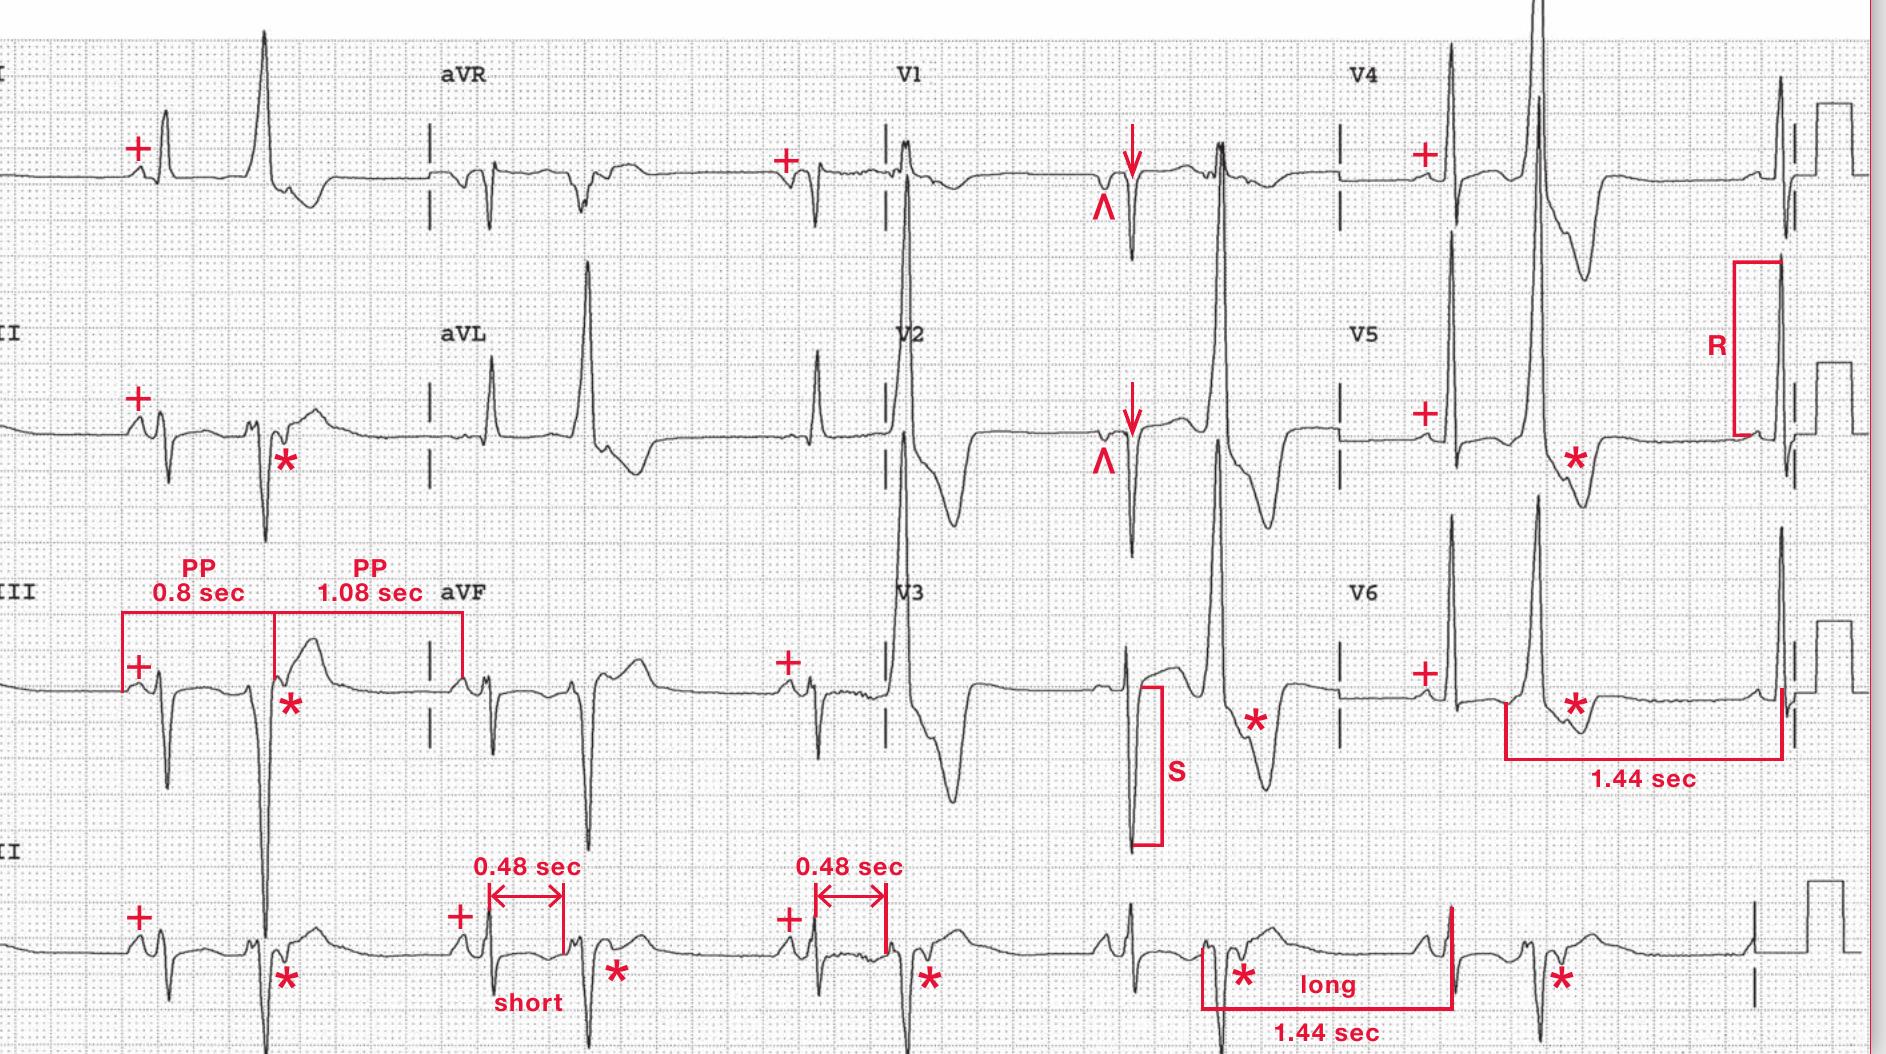 I
aVR
V1
V4
+
+
+
^
II
aVL
V2
V5
+
+
R
*
^
*
PP
0.8 sec
PP
1.08 sec
III
aVF
V3
V6
+
+
+
*
*
*
S
1.44 sec
II
0.48 sec
0.48 sec
+
+
+
*
*
*
*
*
short
long
1.44 sec